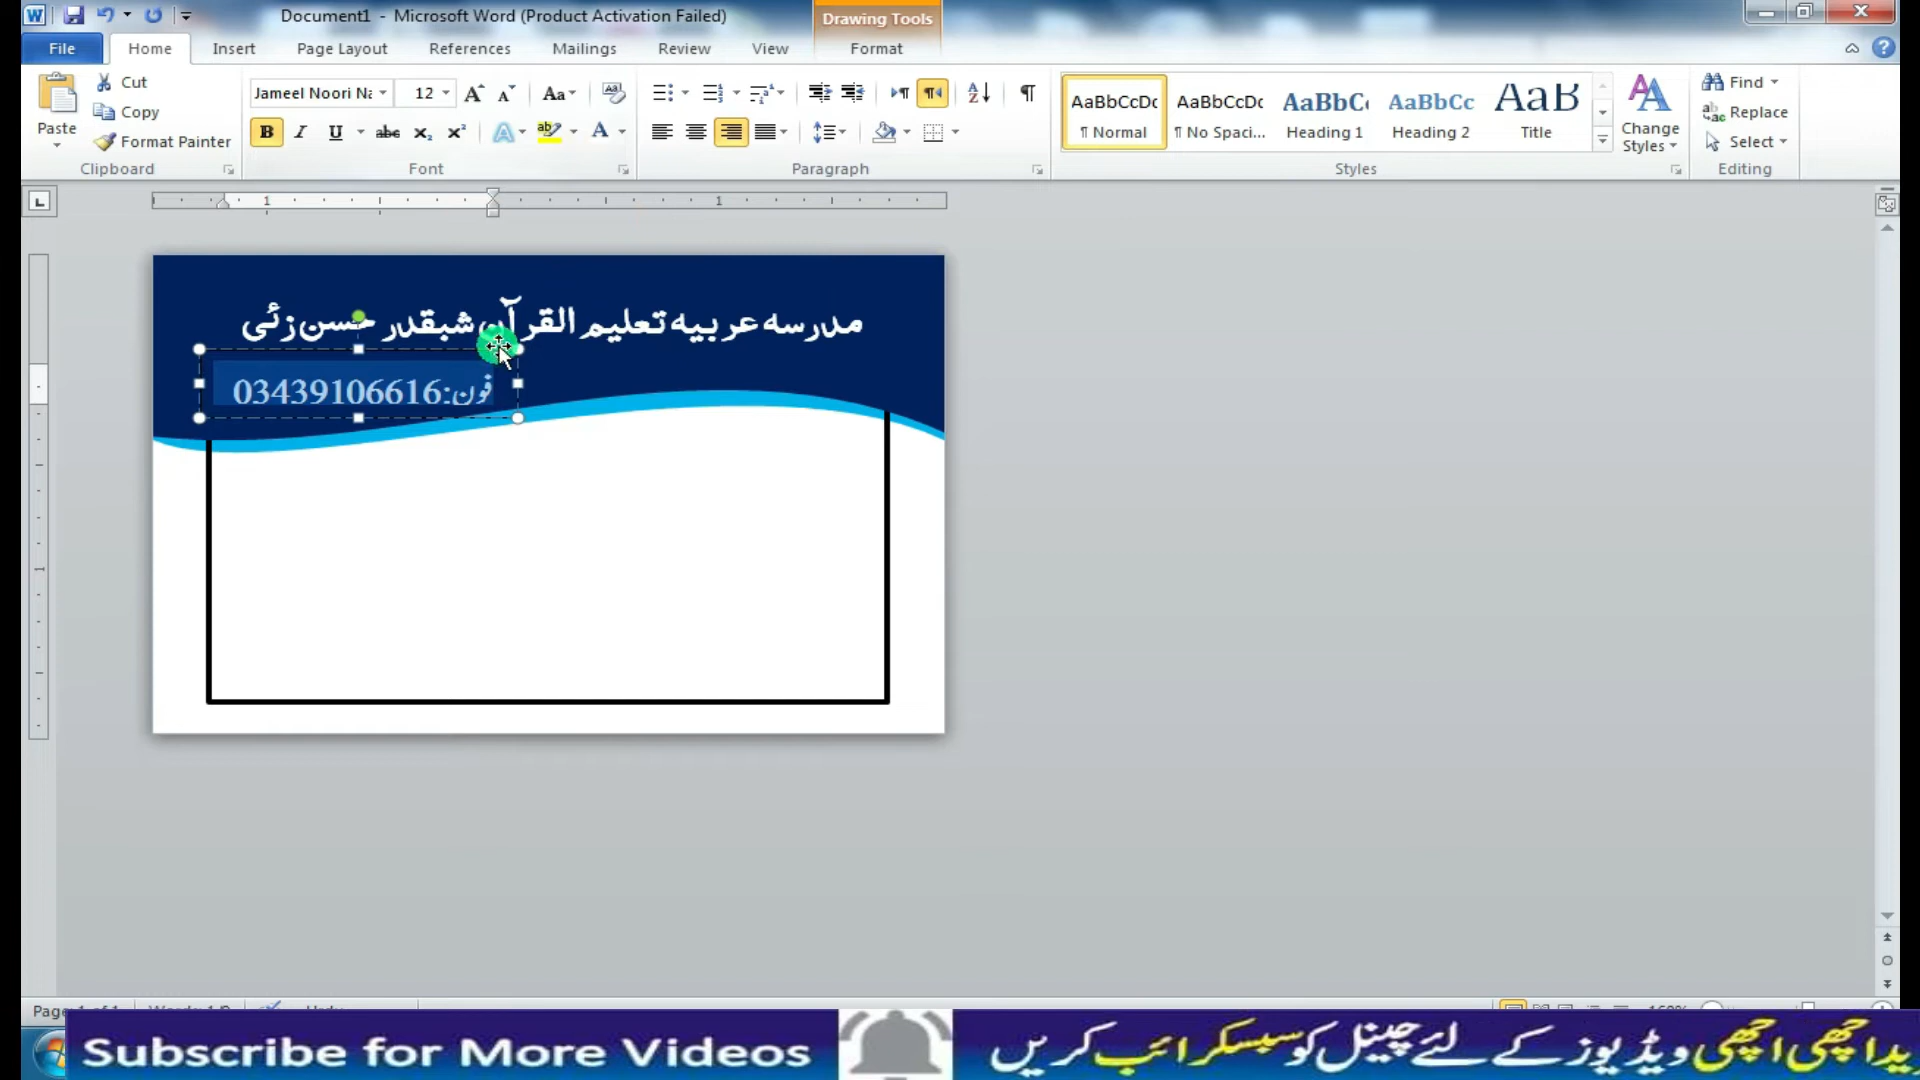 Document1 - Microsoft Word (Product Activation Failed)
Drawing Tools
File Home Insert Page Layout References Mailings Review View Format
Paste
Cut
Copy
Format Painter
Clipboard
Jameel Noori Na 12
Font
Paragraph
AaBbCcDc
¶ Normal
AaBbCcDc
¶ No Spaci...
AaBbC
Heading 1
AaBbCc
Heading 2
AaB
Title
Change
Styles
Styles
Find
Replace
Select
Editing
مدرسہ عربیہ تعلیم القرآن شبقدر حسن زئی
فون:03439106616
Subscribe for More Videos
اچھی اچھی ویڈیوز کے لئے چینل کو سبسکرائب کریں